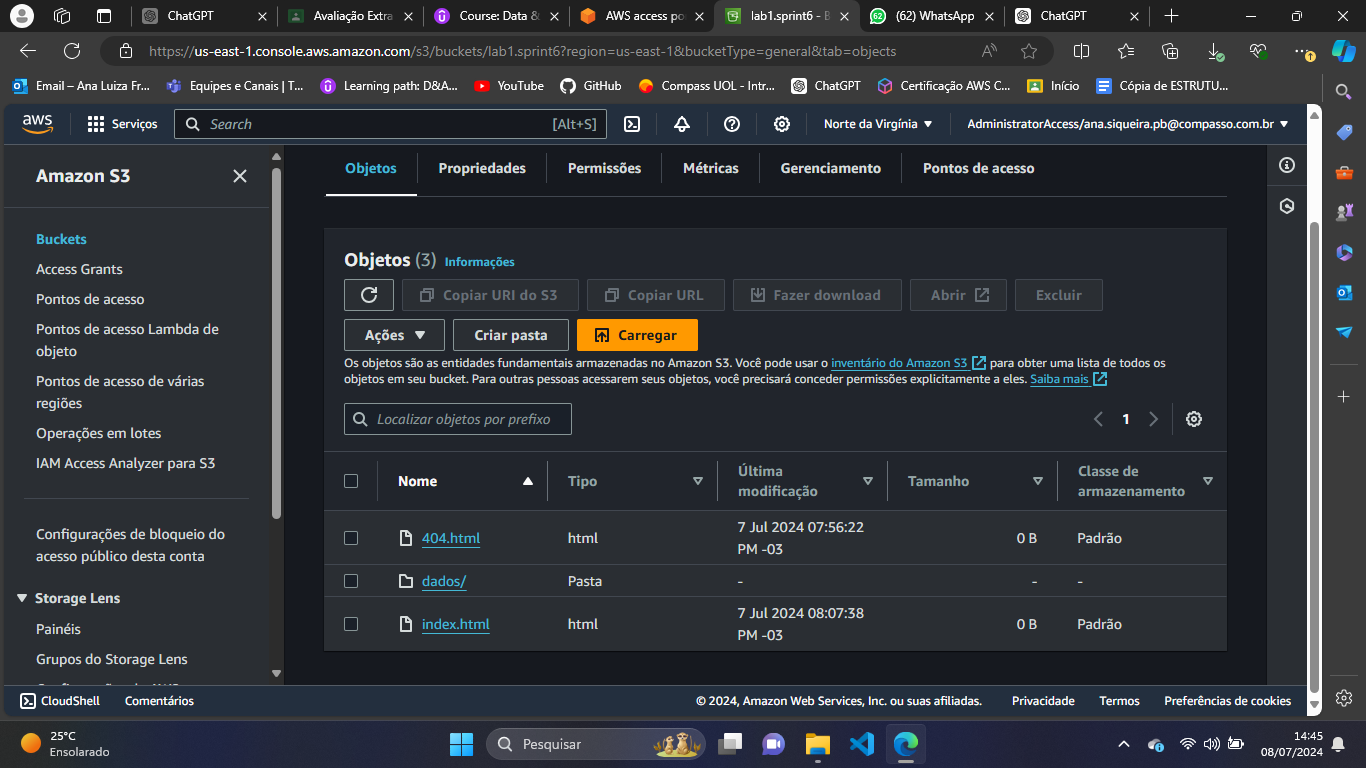 ChatGPT
Avaliação Extra
Course: Data &
AWS access po
lab1.sprint6 - B
(62) WhatsApp
ChatGPT
https://us-east-1.console.aws.amazon.com/s3/buckets/lab1.sprint6?region=us-east-1&bucketType=general&tab=objects
Email – Ana Luiza Fr...
Equipes e Canais | T...
Learning path: D&A...
YouTube
GitHub
Compass UOL - Intr...
ChatGPT
Certificação AWS C...
Início
Cópia de ESTRUTU...
aws
Serviços
Search
[Alt+S]
Norte da Virgínia
AdministratorAccess/ana.siqueira.pb@compasso.com.br
Amazon S3
Buckets
Access Grants
Pontos de acesso
Pontos de acesso Lambda de
objeto
Pontos de acesso de várias
regiões
Operações em lotes
IAM Access Analyzer para S3
Configurações de bloqueio do
acesso público desta conta
Storage Lens
Painéis
Grupos do Storage Lens
Objetos
Propriedades
Permissões
Métricas
Gerenciamento
Pontos de acesso
Objetos (3)
Informações
Copiar URI do S3
Copiar URL
Fazer download
Abrir
Excluir
Ações
Criar pasta
Carregar
Os objetos são as entidades fundamentais armazenadas no Amazon S3. Você pode usar o inventário do Amazon S3 para obter uma lista de todos os
objetos em seu bucket. Para outras pessoas acessarem seus objetos, você precisará conceder permissões explicitamente a eles. Saiba mais
Localizar objetos por prefixo
1
Nome
Tipo
Última
modificação
Tamanho
Classe de
armazenamento
404.html
html
7 Jul 2024 07:56:22
PM -03
0 B
Padrão
dados/
Pasta
-
-
-
index.html
html
7 Jul 2024 08:07:38
PM -03
0 B
Padrão
CloudShell
Comentários
© 2024, Amazon Web Services, Inc. ou suas afiliadas.
Privacidade
Termos
Preferências de cookies
25°C
Ensolarado
Pesquisar
14:45
08/07/2024